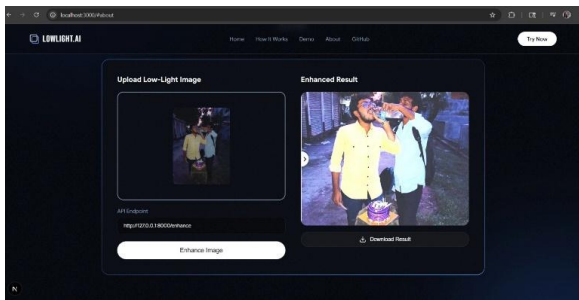 localhost:3000/#about
LOWLIGHT.AI
Home How It Works Demo About GitHub
Try Now
Upload Low-Light Image
Enhanced Result
API Endpoint
http://127.0.0.1:8000/enhance
Enhance Image
Download Result
N